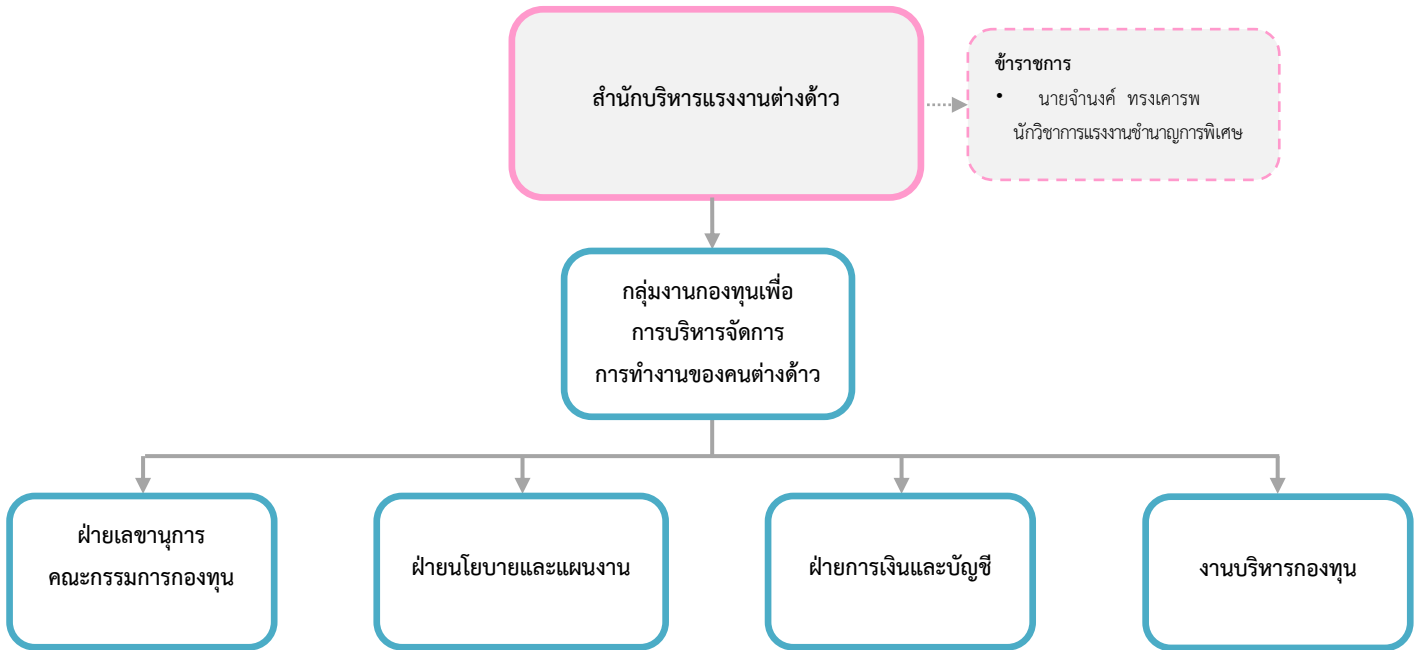 สำนักบริหารแรงงานต่างด้าว
ข้าราชการ
• นายจำนงค์ ทรงเคารพ
นักวิชาการแรงงานชำนาญการพิเศษ
กลุ่มงานกองทุนเพื่อ
การบริหารจัดการ
การทำงานของคนต่างด้าว
ฝ่ายเลขานุการ
คณะกรรมการกองทุน
ฝ่ายนโยบายและแผนงาน
ฝ่ายการเงินและบัญชี
งานบริหารกองทุน